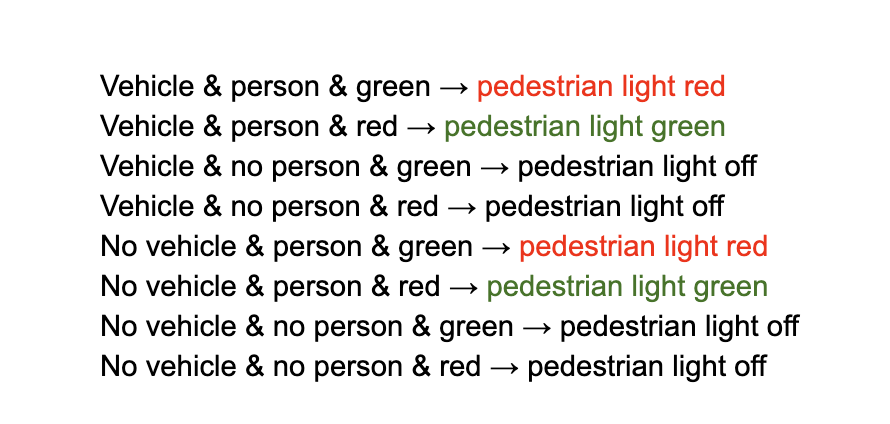 Vehicle & person & green → pedestrian light red
Vehicle & person & red → pedestrian light green
Vehicle & no person & green → pedestrian light off
Vehicle & no person & red → pedestrian light off
No vehicle & person & green → pedestrian light red
No vehicle & person & red → pedestrian light green
No vehicle & no person & green → pedestrian light off
No vehicle & no person & red → pedestrian light off